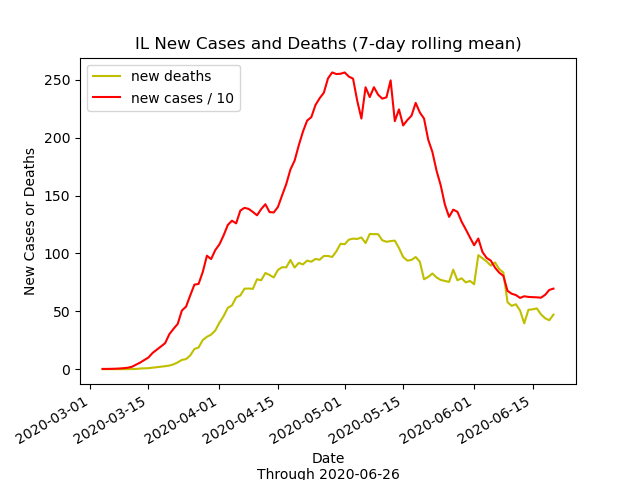 IL New Cases and Deaths (7-day rolling mean)
new deaths
new cases / 10
250
200
150
100
50
0
New Cases or Deaths
2020-03-01
2020-03-15
2020-04-01
2020-04-15
2020-05-01
2020-05-15
2020-06-01
2020-06-15
Date
Through 2020-06-26